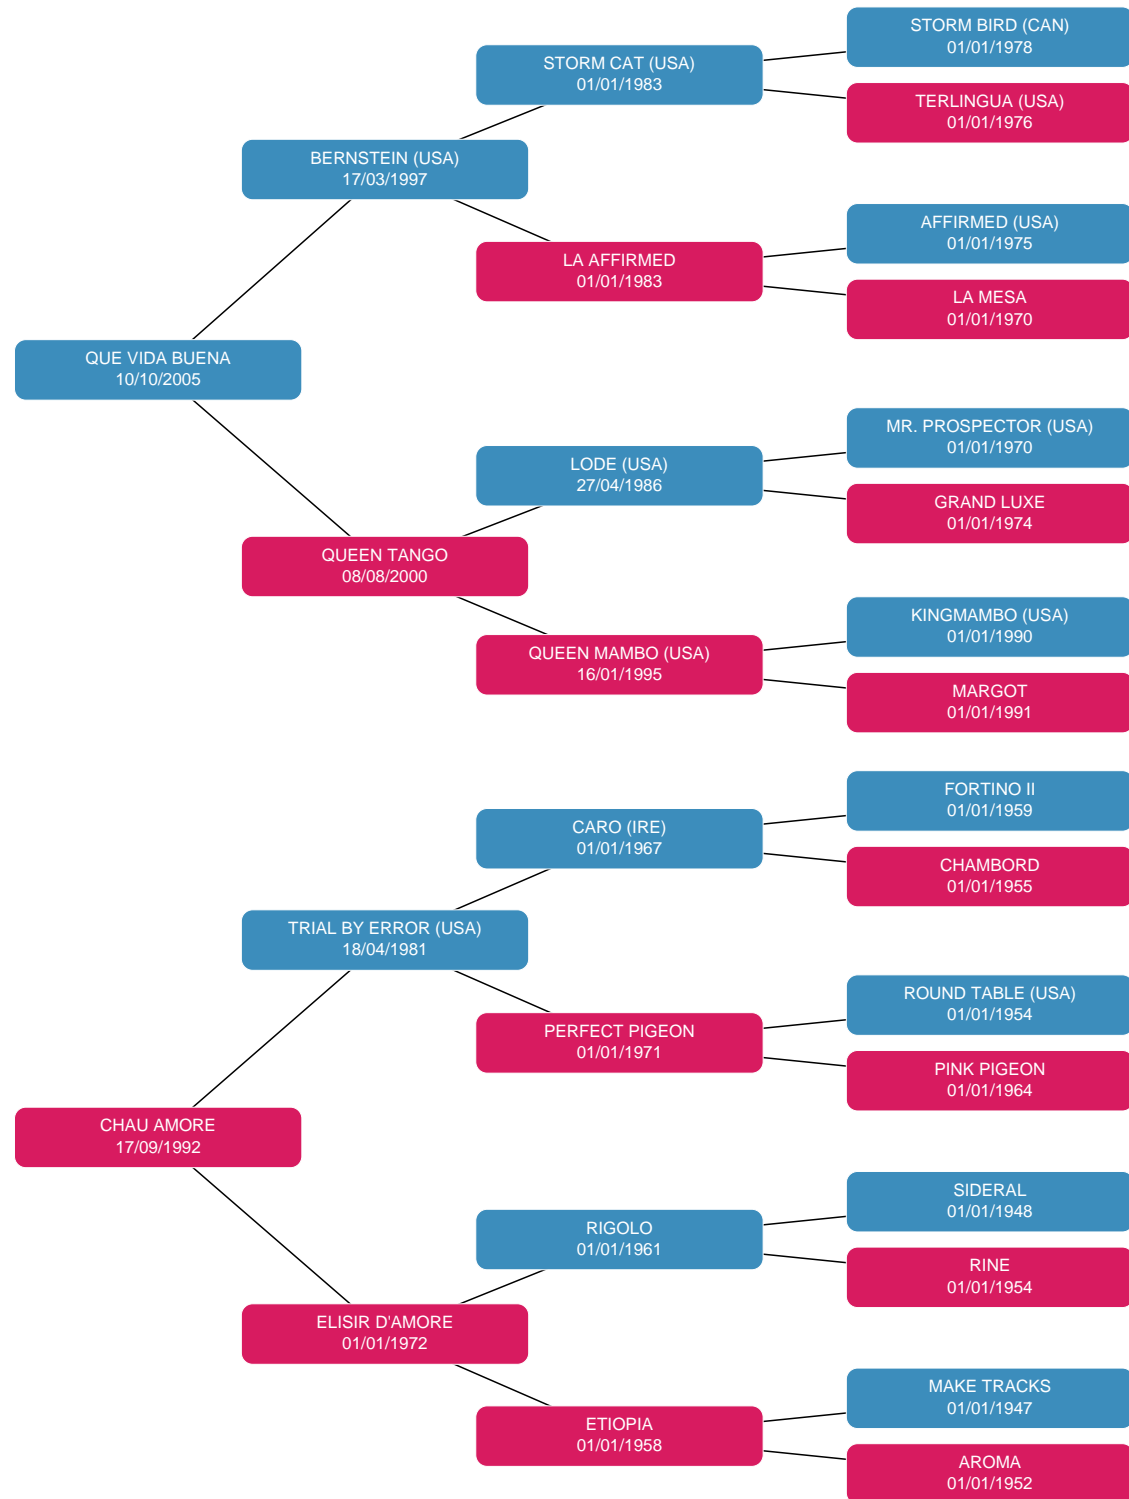 STORM BIRD (CAN)
01/01/1978
STORM CAT (USA)
01/01/1983
TERLINGUA (USA)
01/01/1976
BERNSTEIN (USA)
17/03/1997
AFFIRMED (USA)
01/01/1975
LA AFFIRMED
01/01/1983
LA MESA
01/01/1970
QUE VIDA BUENA
10/10/2005
MR. PROSPECTOR (USA)
01/01/1970
LODE (USA)
27/04/1986
GRAND LUXE
01/01/1974
QUEEN TANGO
08/08/2000
KINGMAMBO (USA)
01/01/1990
QUEEN MAMBO (USA)
16/01/1995
MARGOT
01/01/1991
FORTINO II
01/01/1959
CARO (IRE)
01/01/1967
CHAMBORD
01/01/1955
TRIAL BY ERROR (USA)
18/04/1981
ROUND TABLE (USA)
01/01/1954
PERFECT PIGEON
01/01/1971
PINK PIGEON
01/01/1964
CHAU AMORE
17/09/1992
SIDERAL
01/01/1948
RIGOLO
01/01/1961
RINE
01/01/1954
ELISIR D'AMORE
01/01/1972
MAKE TRACKS
01/01/1947
ETIOPIA
01/01/1958
AROMA
01/01/1952